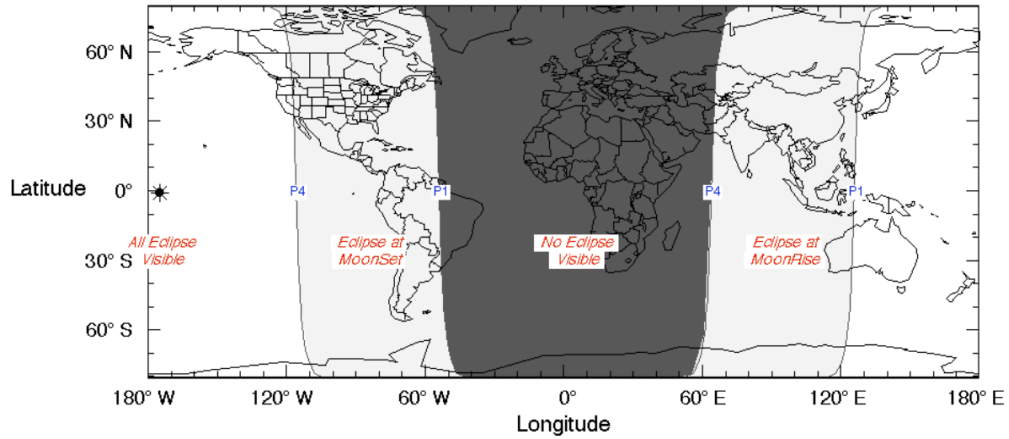 60° N
30° N
Latitude
0°
P4
P1
P4
P1
All Eclipse
Visible
Eclipse at
MoonSet
No Eclipse
Visible
Eclipse at
MoonRise
30° S
60° S
180° W
120° W
60° W
0°
60° E
120° E
180° E
Longitude